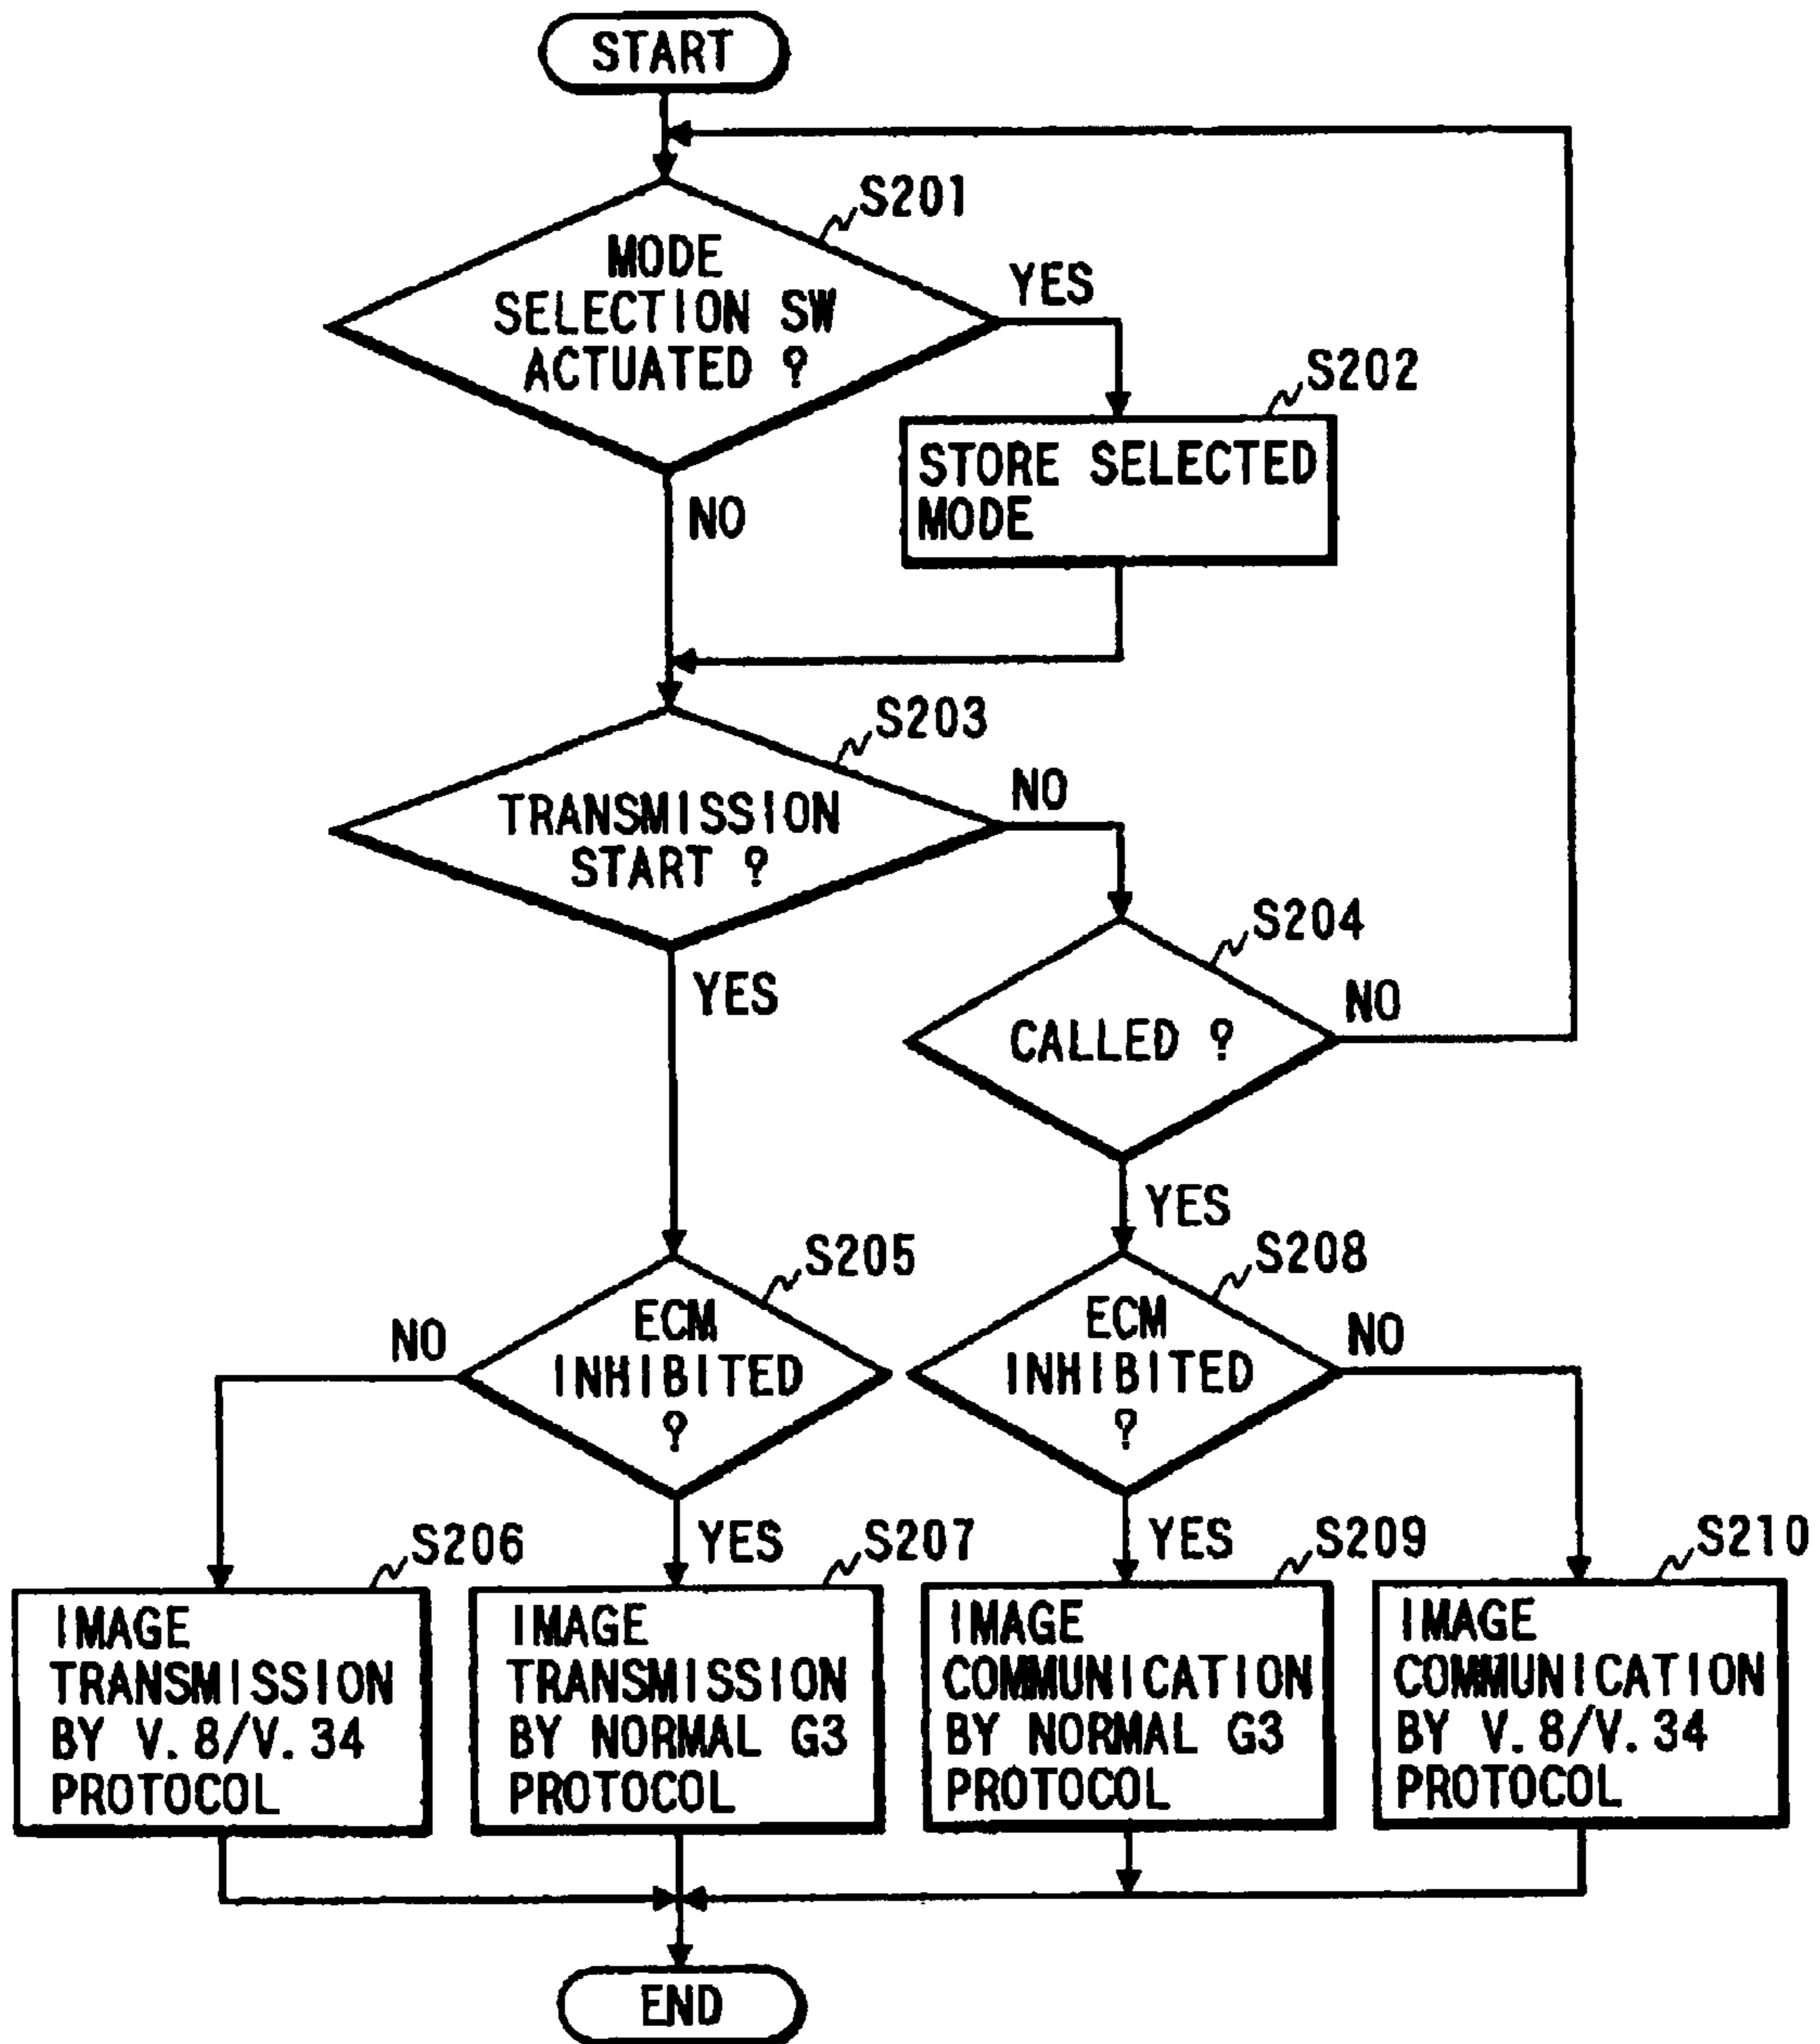 START
S201
MODE
SELECTION SW
ACTUATED ?
YES
NO
S202
STORE SELECTED
MODE
S203
TRANSMISSION
START ?
NO
YES
S204
CALLED ?
NO
YES
S205
ECM
INHIBITED
?
NO
YES
S208
ECM
INHIBITED
?
NO
YES
S206
IMAGE
TRANSMISSION
BY V.8/V.34
PROTOCOL
S207
IMAGE
TRANSMISSION
BY NORMAL G3
PROTOCOL
S209
IMAGE
COMMUNICATION
BY NORMAL G3
PROTOCOL
S210
IMAGE
COMMUNICATION
BY V.8/V.34
PROTOCOL
END